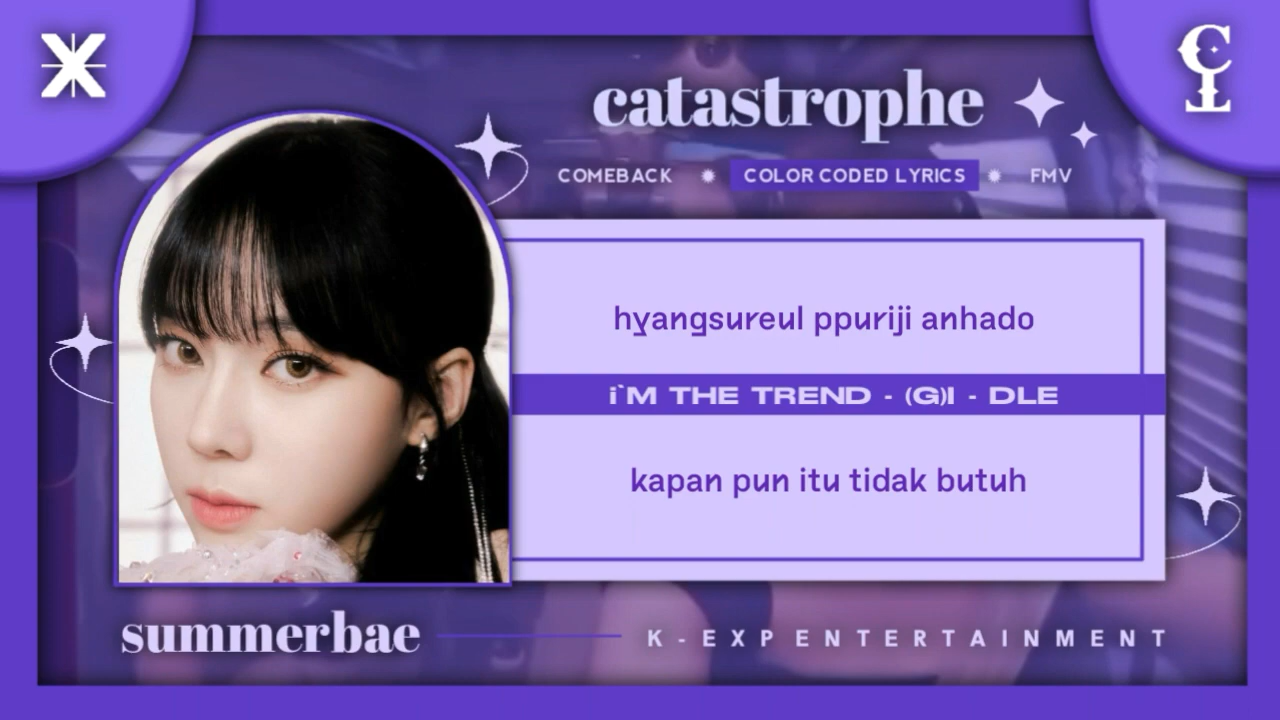 catastrophe
COMEBACK
COLOR CODED LYRICS
FMV
hyangsureul ppuriji anhado
i`M THE TREND - (G)I - DLE
kapan pun itu tidak butuh
summerbae
K-EXP ENTERTAINMENT